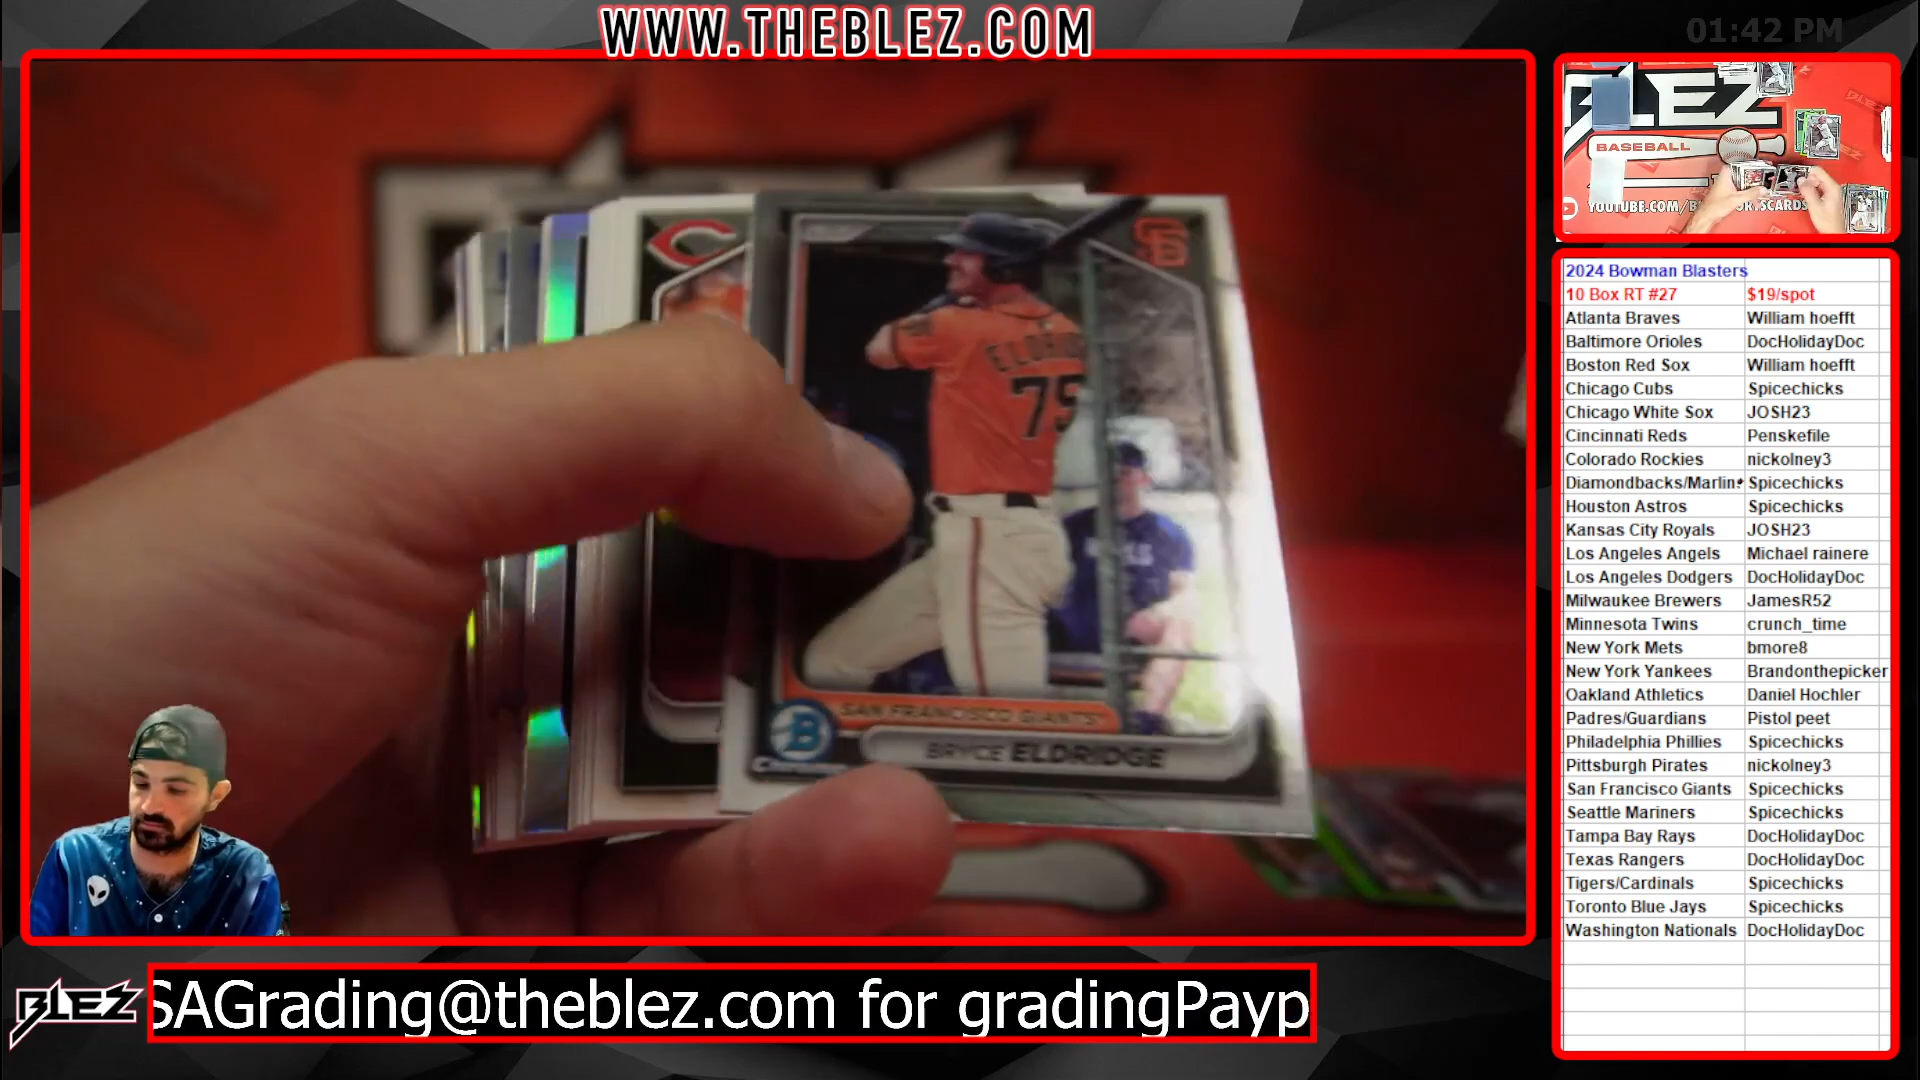 WWW.THEBLEZ.COM
01:42 PM
ELDRID
75
SAN FRANCISCO GIANTS
B
Chrome
BRYCE ELDRIDGE
BLEZ
BASEBALL
YOUTUBE.COM/B
2024 Bowman Blasters
10 Box RT #27 $19/spot
Atlanta Braves William hoefft
Baltimore Orioles DocHolidayDoc
Boston Red Sox William hoefft
Chicago Cubs Spicechicks
Chicago White Sox JOSH23
Cincinnati Reds Penskefile
Colorado Rockies nickolney3
Diamondbacks/Marlins Spicechicks
Houston Astros Spicechicks
Kansas City Royals JOSH23
Los Angeles Angels Michael rainere
Los Angeles Dodgers DocHolidayDoc
Milwaukee Brewers JamesR52
Minnesota Twins crunch_time
New York Mets bmore8
New York Yankees Brandonthepicker
Oakland Athletics Daniel Hochler
Padres/Guardians Pistol peet
Philadelphia Phillies Spicechicks
Pittsburgh Pirates nickolney3
San Francisco Giants Spicechicks
Seattle Mariners Spicechicks
Tampa Bay Rays DocHolidayDoc
Texas Rangers DocHolidayDoc
Tigers/Cardinals Spicechicks
Toronto Blue Jays Spicechicks
Washington Nationals DocHolidayDoc
BLEZ
SAGrading@theblez.com for gradingPayp